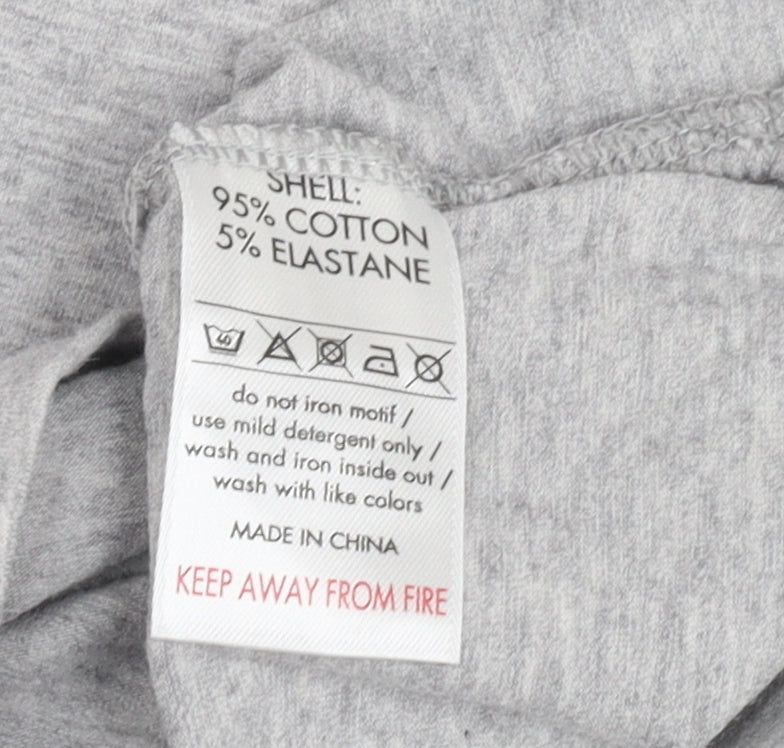 SHELL:
95% COTTON
5% ELASTANE
40
do not iron motif /
use mild detergent only /
wash and iron inside out /
wash with like colors
MADE IN CHINA
KEEP AWAY FROM FIRE